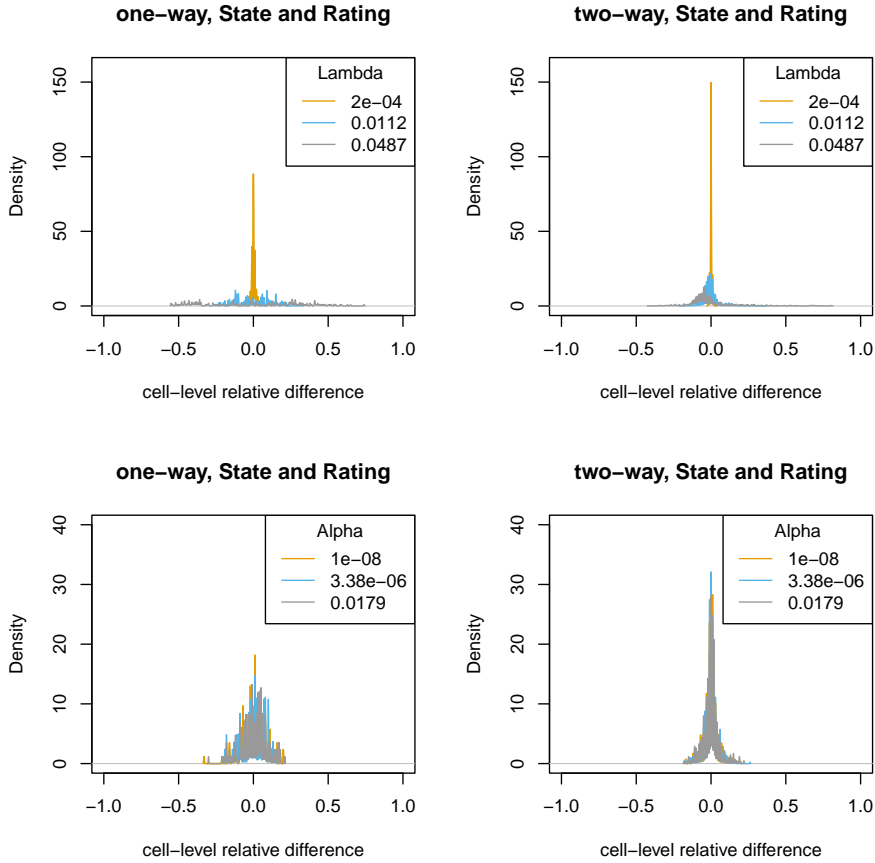 one−way, State and Rating
Density
0 50 100 150
−1.0 −0.5 0.0 0.5 1.0
cell−level relative difference
Lambda
2e−04
0.0112
0.0487
two−way, State and Rating
Density
0 50 100 150
−1.0 −0.5 0.0 0.5 1.0
cell−level relative difference
Lambda
2e−04
0.0112
0.0487
one−way, State and Rating
Density
0 10 20 30 40
−1.0 −0.5 0.0 0.5 1.0
cell−level relative difference
Alpha
1e−08
3.38e−06
0.0179
two−way, State and Rating
Density
0 10 20 30 40
−1.0 −0.5 0.0 0.5 1.0
cell−level relative difference
Alpha
1e−08
3.38e−06
0.0179